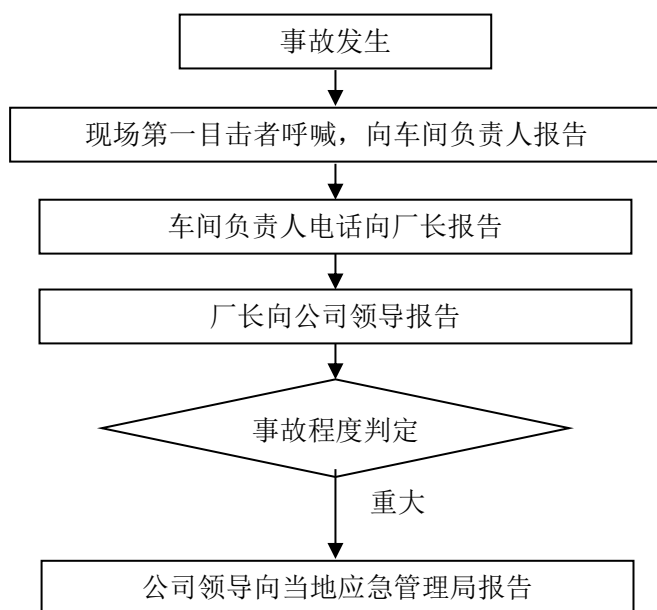 事故发生
现场第一目击者呼喊，向车间负责人报告
车间负责人电话向厂长报告
厂长向公司领导报告
事故程度判定
重大
公司领导向当地应急管理局报告